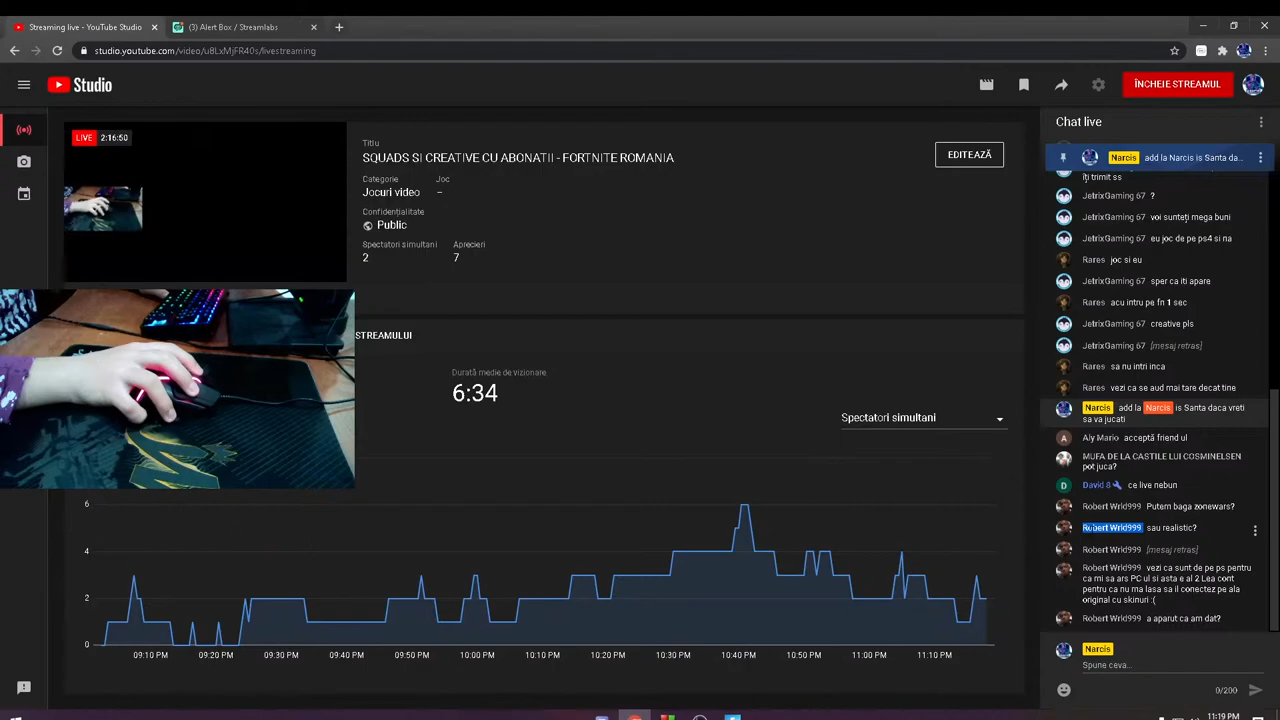 Streaming live - YouTube Studio
(3) Alert Box / Streamlabs
studio.youtube.com/video/u8LxMjFR40s/livestreaming
Studio
ÎNCHEIE STREAMUL
LIVE 2:16:50
Titlu
SQUADS SI CREATIVE CU ABONATII - FORTNITE ROMANIA
EDITEAZĂ
Categorie Joc
Jocuri video –
Confidențialitate
Public
Spectatori simultani Aprecieri
2 7
STREAMULUI
Durată medie de vizionare
6:34
Spectatori simultani
6
4
2
0
09:10 PM 09:20 PM 09:30 PM 09:40 PM 09:50 PM 10:00 PM 10:10 PM 10:20 PM 10:30 PM 10:40 PM 10:50 PM 11:00 PM 11:10 PM
Chat live
Narcis add la Narcis is Santa da...
îți trimit ss
JetrixGaming 67 ?
JetrixGaming 67 voi sunteți mega buni
JetrixGaming 67 eu joc de pe ps4 si na
Rares joc si eu
JetrixGaming 67 sper ca iti apare
Rares acu intru pe fn 1 sec
JetrixGaming 67 creative pls
JetrixGaming 67 [mesaj retras]
Rares sa nu intri inca
Rares vezi ca se aud mai tare decat tine
Narcis add la Narcis is Santa daca vreti
sa va jucati
Aly Mario acceptă friend ul
MUFA DE LA CASTILE LUI COSMINELSEN
pot juca?
David 8 ce live nebun
Robert Wrld999 Putem baga zonewars?
Robert Wrld999 sau realistic?
Robert Wrld999 [mesaj retras]
Robert Wrld999 vezi ca sunt de pe ps pentru
ca mi sa ars PC ul si asta e al 2 Lea cont
pentru ca nu ma lasa sa il conectez pe ala
original cu skinuri :(
Robert Wrld999 a aparut ca am dat?
Narcis
Spune ceva...
0/200
11:19 PM